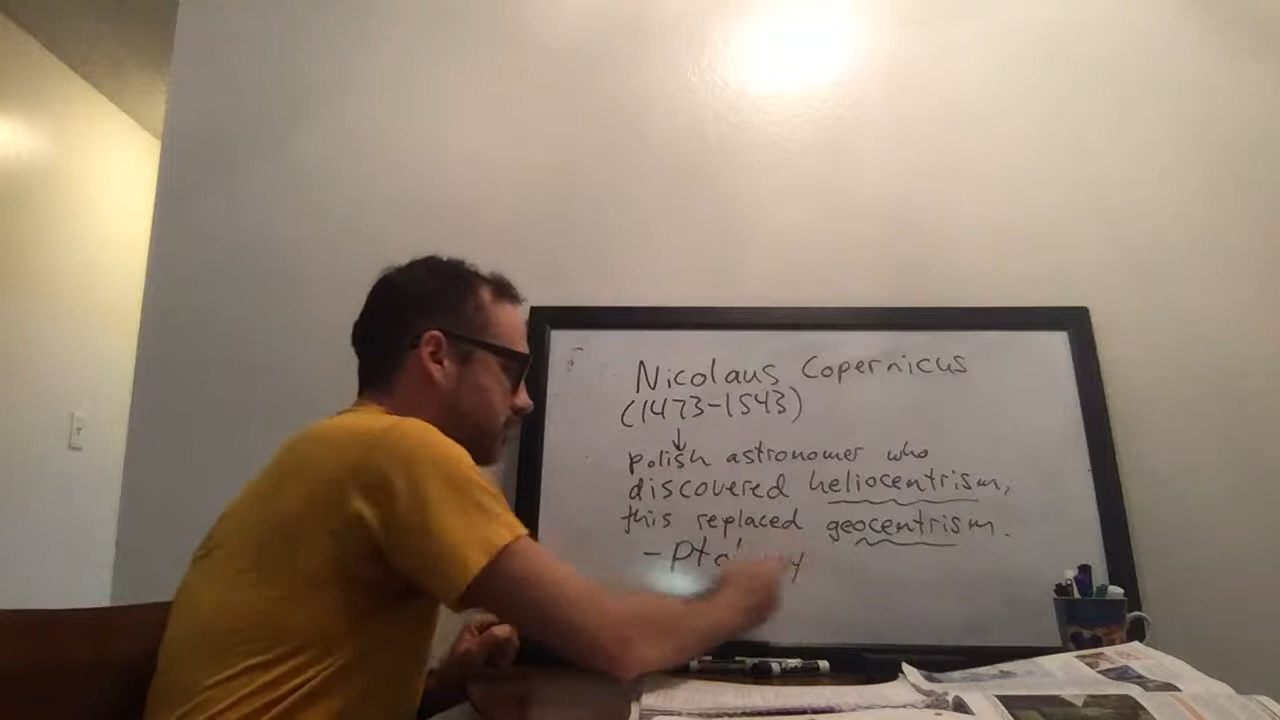 Nicolaus Copernicus
(1473-1543)
polish astronomer who
discovered heliocentrism,
this replaced geocentrism.